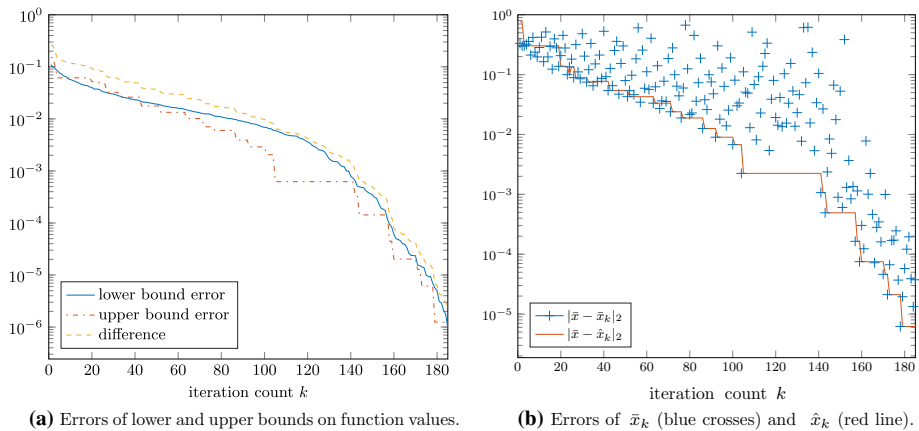 10^0
10^{-1}
10^{-2}
10^{-3}
10^{-4}
10^{-5}
10^{-6}
0 20 40 60 80 100 120 140 160 180
lower bound error
upper bound error
difference
iteration count k
(a) Errors of lower and upper bounds on function values.
10^0
10^{-1}
10^{-2}
10^{-3}
10^{-4}
10^{-5}
0 20 40 60 80 100 120 140 160 180
|x̄ − x̄_k|_2
|x̄ − x̂_k|_2
iteration count k
(b) Errors of x̄_k (blue crosses) and x̂_k (red line).